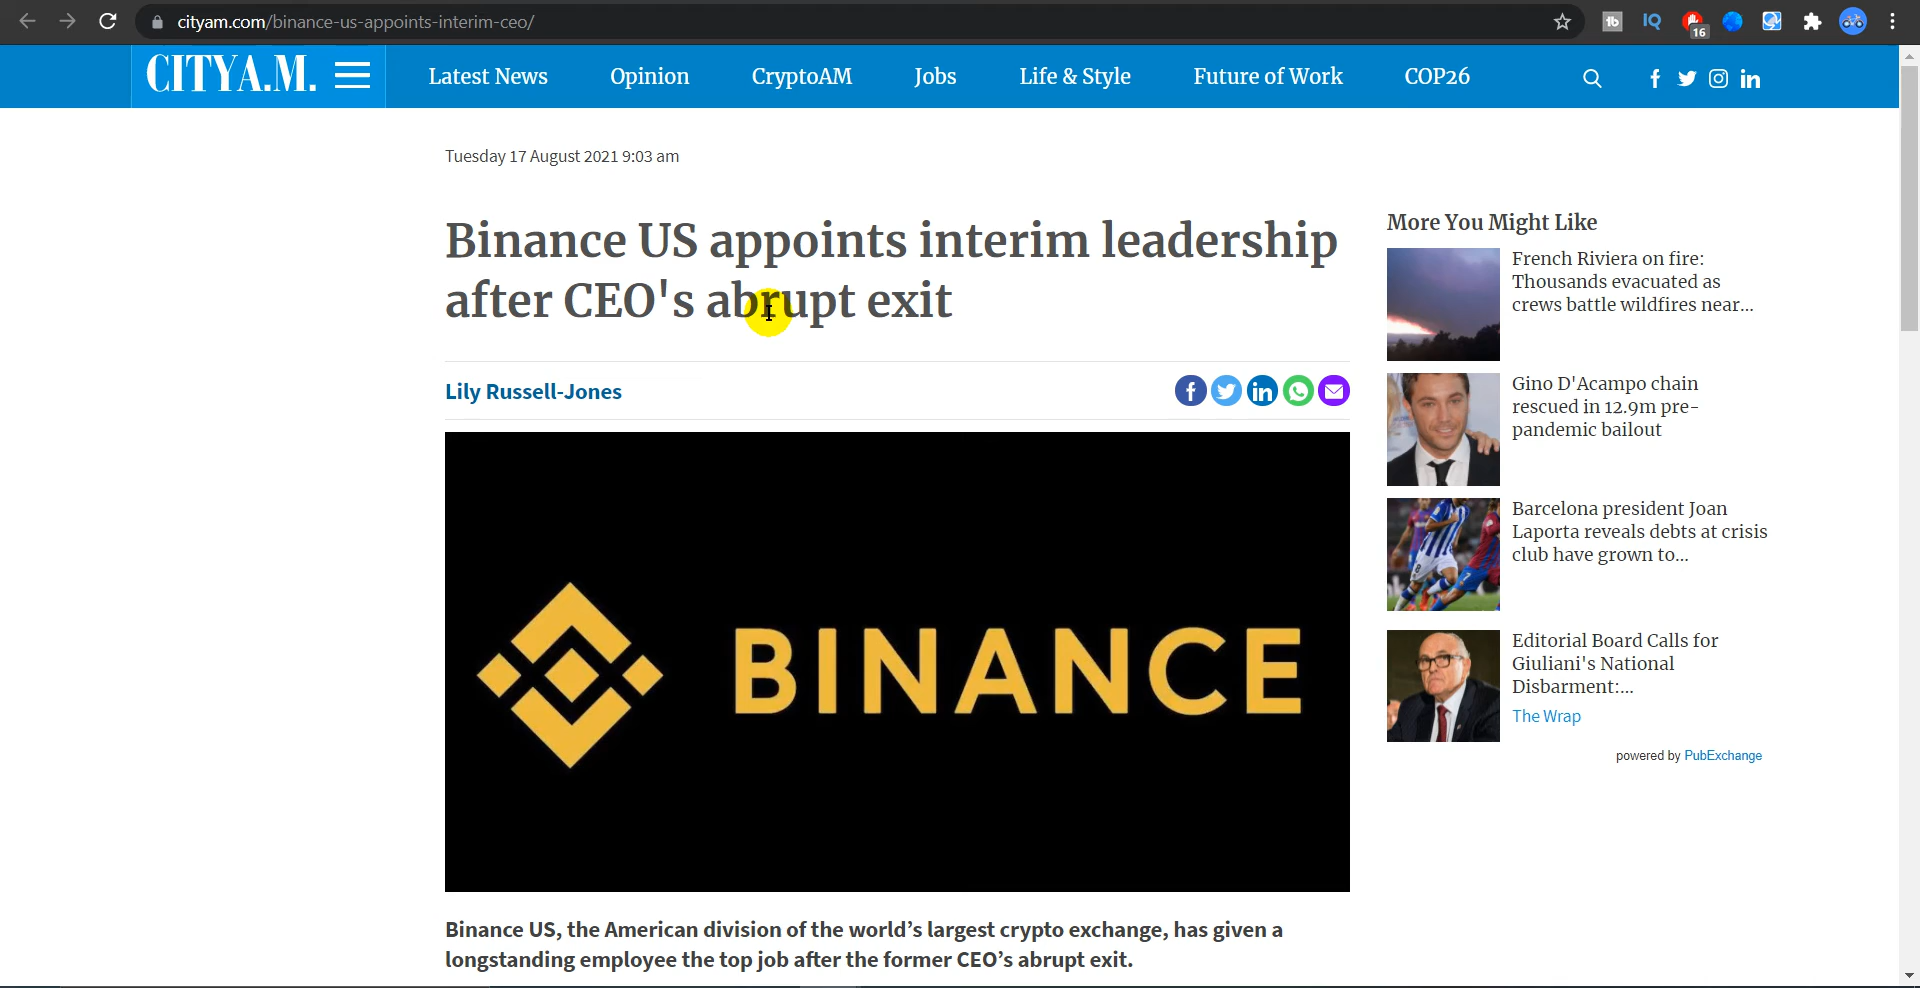 cityam.com/binance-us-appoints-interim-ceo/
tb
IQ
16
CITYA.M.
Latest News
Opinion
CryptoAM
Jobs
Life & Style
Future of Work
COP26
Tuesday 17 August 2021 9:03 am
Binance US appoints interim leadership
after CEO's abrupt exit
Lily Russell-Jones
BINANCE
Binance US, the American division of the world’s largest crypto exchange, has given a
longstanding employee the top job after the former CEO’s abrupt exit.
More You Might Like
French Riviera on fire:
Thousands evacuated as
crews battle wildfires near...
Gino D'Acampo chain
rescued in 12.9m pre-
pandemic bailout
Barcelona president Joan
Laporta reveals debts at crisis
club have grown to...
Editorial Board Calls for
Giuliani's National
Disbarment:...
The Wrap
powered by PubExchange